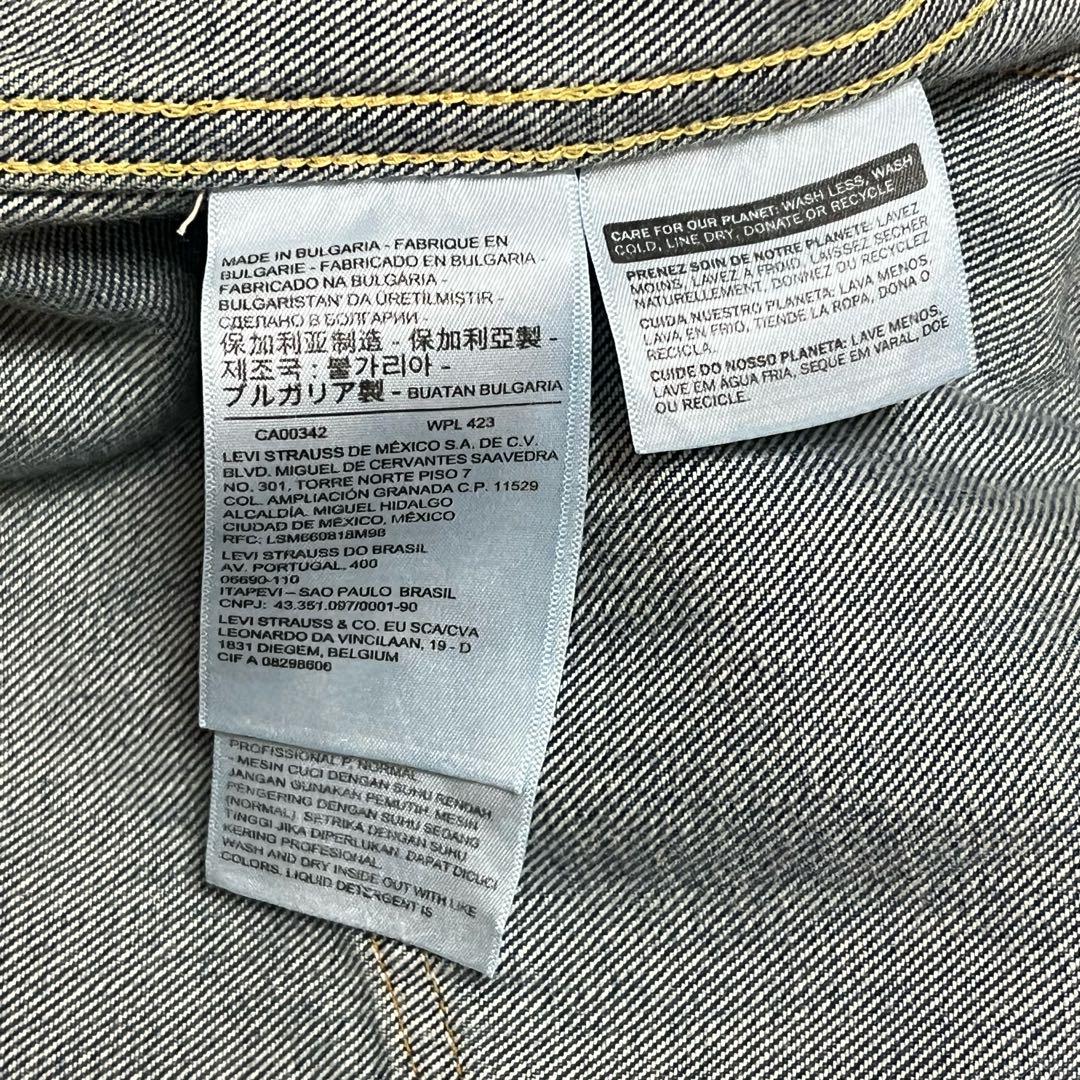 MADE IN BULGARIA - FABRIQUE EN
BULGARIE - FABRICADO EN BULGARIA -
FABRICADO NA BULGÁRIA -
BULGARISTAN' DA ÜRETILMISTIR -
СДЕЛАНО В БОЛГАРИИ -
保加利亚制造 - 保加利亞製 -
제조국 : 불가리아 -
ブルガリア製 - BUATAN BULGARIA
CA00342 WPL 423
LEVI STRAUSS DE MÉXICO S.A. DE C.V.
BLVD. MIGUEL DE CERVANTES SAAVEDRA
NO. 301, TORRE NORTE PISO 7
COL. AMPLIACIÓN GRANADA C.P. 11529
ALCALDÍA. MIGUEL HIDALGO
CIUDAD DE MÉXICO, MÉXICO
RFC: LSM660818M98
LEVI STRAUSS DO BRASIL
AV. PORTUGAL, 400
06690-110
ITAPEVI – SAO PAULO BRASIL
CNPJ: 43.351.097/0001-90
LEVI STRAUSS & CO. EU SCA/CVA
LEONARDO DA VINCILAAN, 19 - D
1831 DIEGEM, BELGIUM
CIF A 08298606
PROFISSIONAL P, NORMAL
- MESIN CUCI DENGAN SUHU RENDAH
JANGAN GUNAKAN PEMUTIH. MESIN
PENGERING DENGAN SUHU SEDANG
(NORMAL) SETRIKA DENGAN SUHU
TINGGI JIKA DIPERLUKAN. DAPAT DICUCI
KERING PROFESIONAL
WASH AND DRY INSIDE OUT WITH LIKE
COLORS. LIQUID DETERGENT IS
CARE FOR OUR PLANET: WASH LESS, WASH
COLD, LINE DRY, DONATE OR RECYCLE
PRENEZ SOIN DE NOTRE PLANETE: LAVEZ
MOINS, LAVEZ À FROID, LAISSEZ SÉCHER
NATURELLEMENT, DONNEZ OU RECYCLEZ
CUIDA NUESTRO PLANETA: LAVA MENOS,
LAVA EN FRIO, TIENDE LA ROPA, DONA O
RECICLA.
CUIDE DO NOSSO PLANETA: LAVE MENOS,
LAVE EM ÁGUA FRIA, SEQUE EM VARAL, DOE
OU RECICLE.